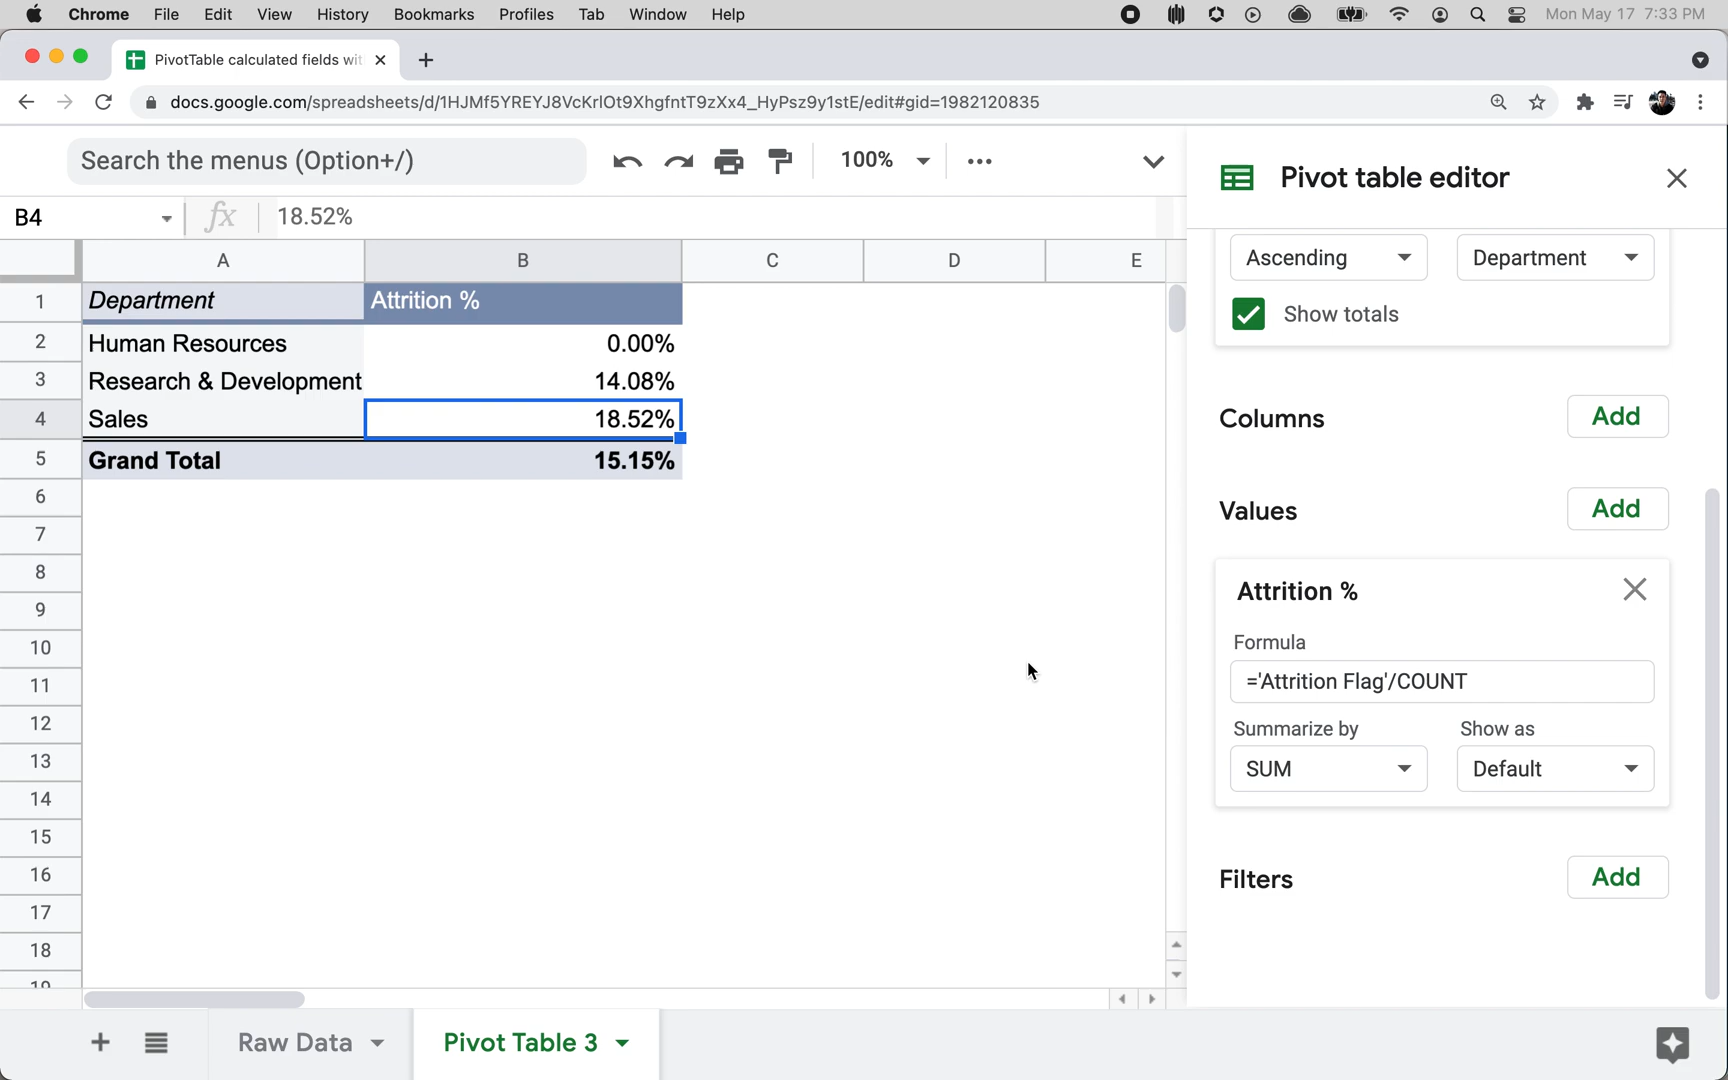 Chrome File Edit View History Bookmarks Profiles Tab Window Help Mon May 17 7:33 PM
PivotTable calculated fields wit
docs.google.com/spreadsheets/d/1HJMf5YREYJ8VcKrlOt9XhgfntT9zXx4_HyPsz9y1stE/edit#gid=1982120835
Search the menus (Option+/) 100%
Pivot table editor
B4 fx 18.52%
A B C D E
1 Department Attrition %
2 Human Resources 0.00%
3 Research & Development 14.08%
4 Sales 18.52%
5 Grand Total 15.15%
6
7
8
9
10
11
12
13
14
15
16
17
18
19
Ascending Department
Show totals
Columns Add
Values Add
Attrition %
Formula
='Attrition Flag'/COUNT
Summarize by Show as
SUM Default
Filters Add
Raw Data Pivot Table 3